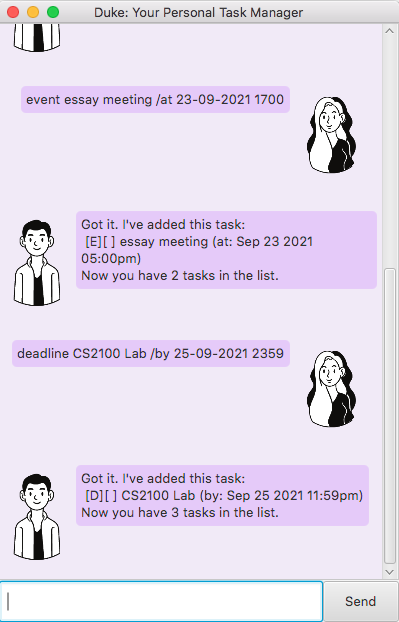 Duke: Your Personal Task Manager
event essay meeting /at 23-09-2021 1700
Got it. I've added this task:
[E][ ] essay meeting (at: Sep 23 2021
05:00pm)
Now you have 2 tasks in the list.
deadline CS2100 Lab /by 25-09-2021 2359
Got it. I've added this task:
[D][ ] CS2100 Lab (by: Sep 25 2021 11:59pm)
Now you have 3 tasks in the list.
Send